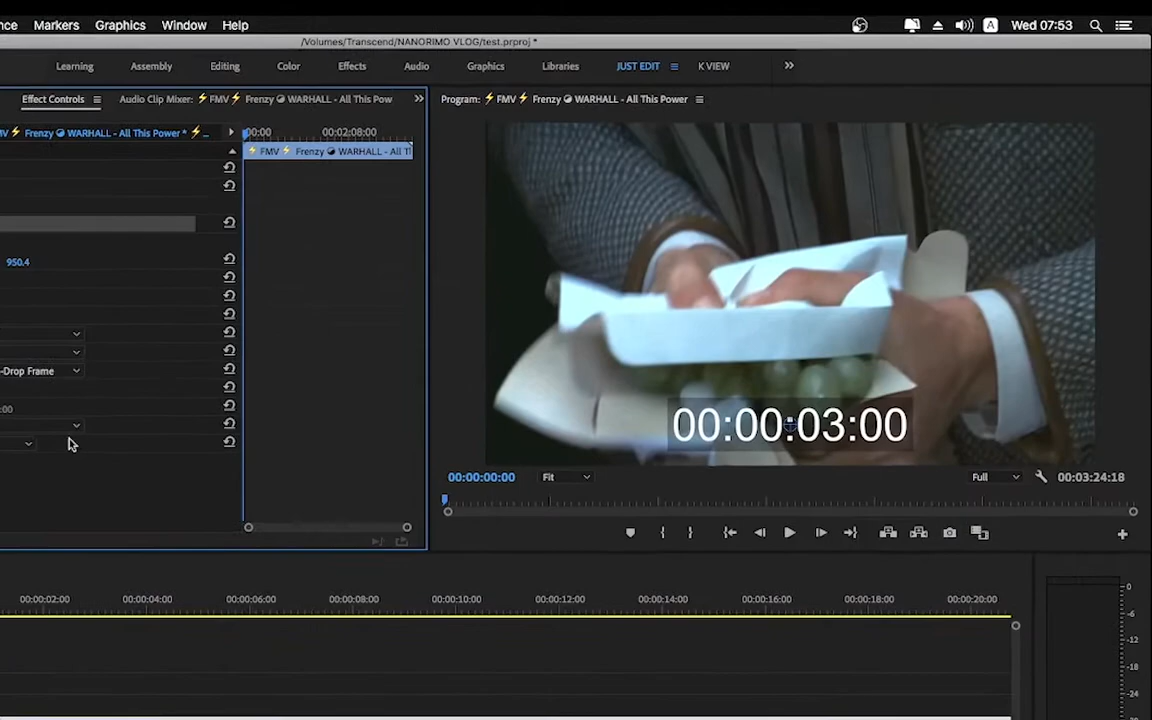 nce Markers Graphics Window Help A Wed 07:53
/Volumes/Transcend/NANORIMO VLOG/test.prproj *
Learning Assembly Editing Color Effects Audio Graphics Libraries JUST EDIT K VIEW
Effect Controls Audio Clip Mixer: ⚡FMV⚡ Frenzy WARHALL - All This Pow Program: ⚡FMV⚡ Frenzy WARHALL - All This Power
MV⚡ Frenzy WARHALL - All This Power * ⚡... :00:00 00:02:08:00
⚡ FMV ⚡ Frenzy WARHALL - All T
950.4
-Drop Frame
:00
00:00:03:00
00:00:00:00 Fit Full 00:03:24:18
00:00:02:00 00:00:04:00 00:00:06:00 00:00:08:00 00:00:10:00 00:00:12:00 00:00:14:00 00:00:16:00 00:00:18:00 00:00:20:00
0
-6
-12
-18
-24